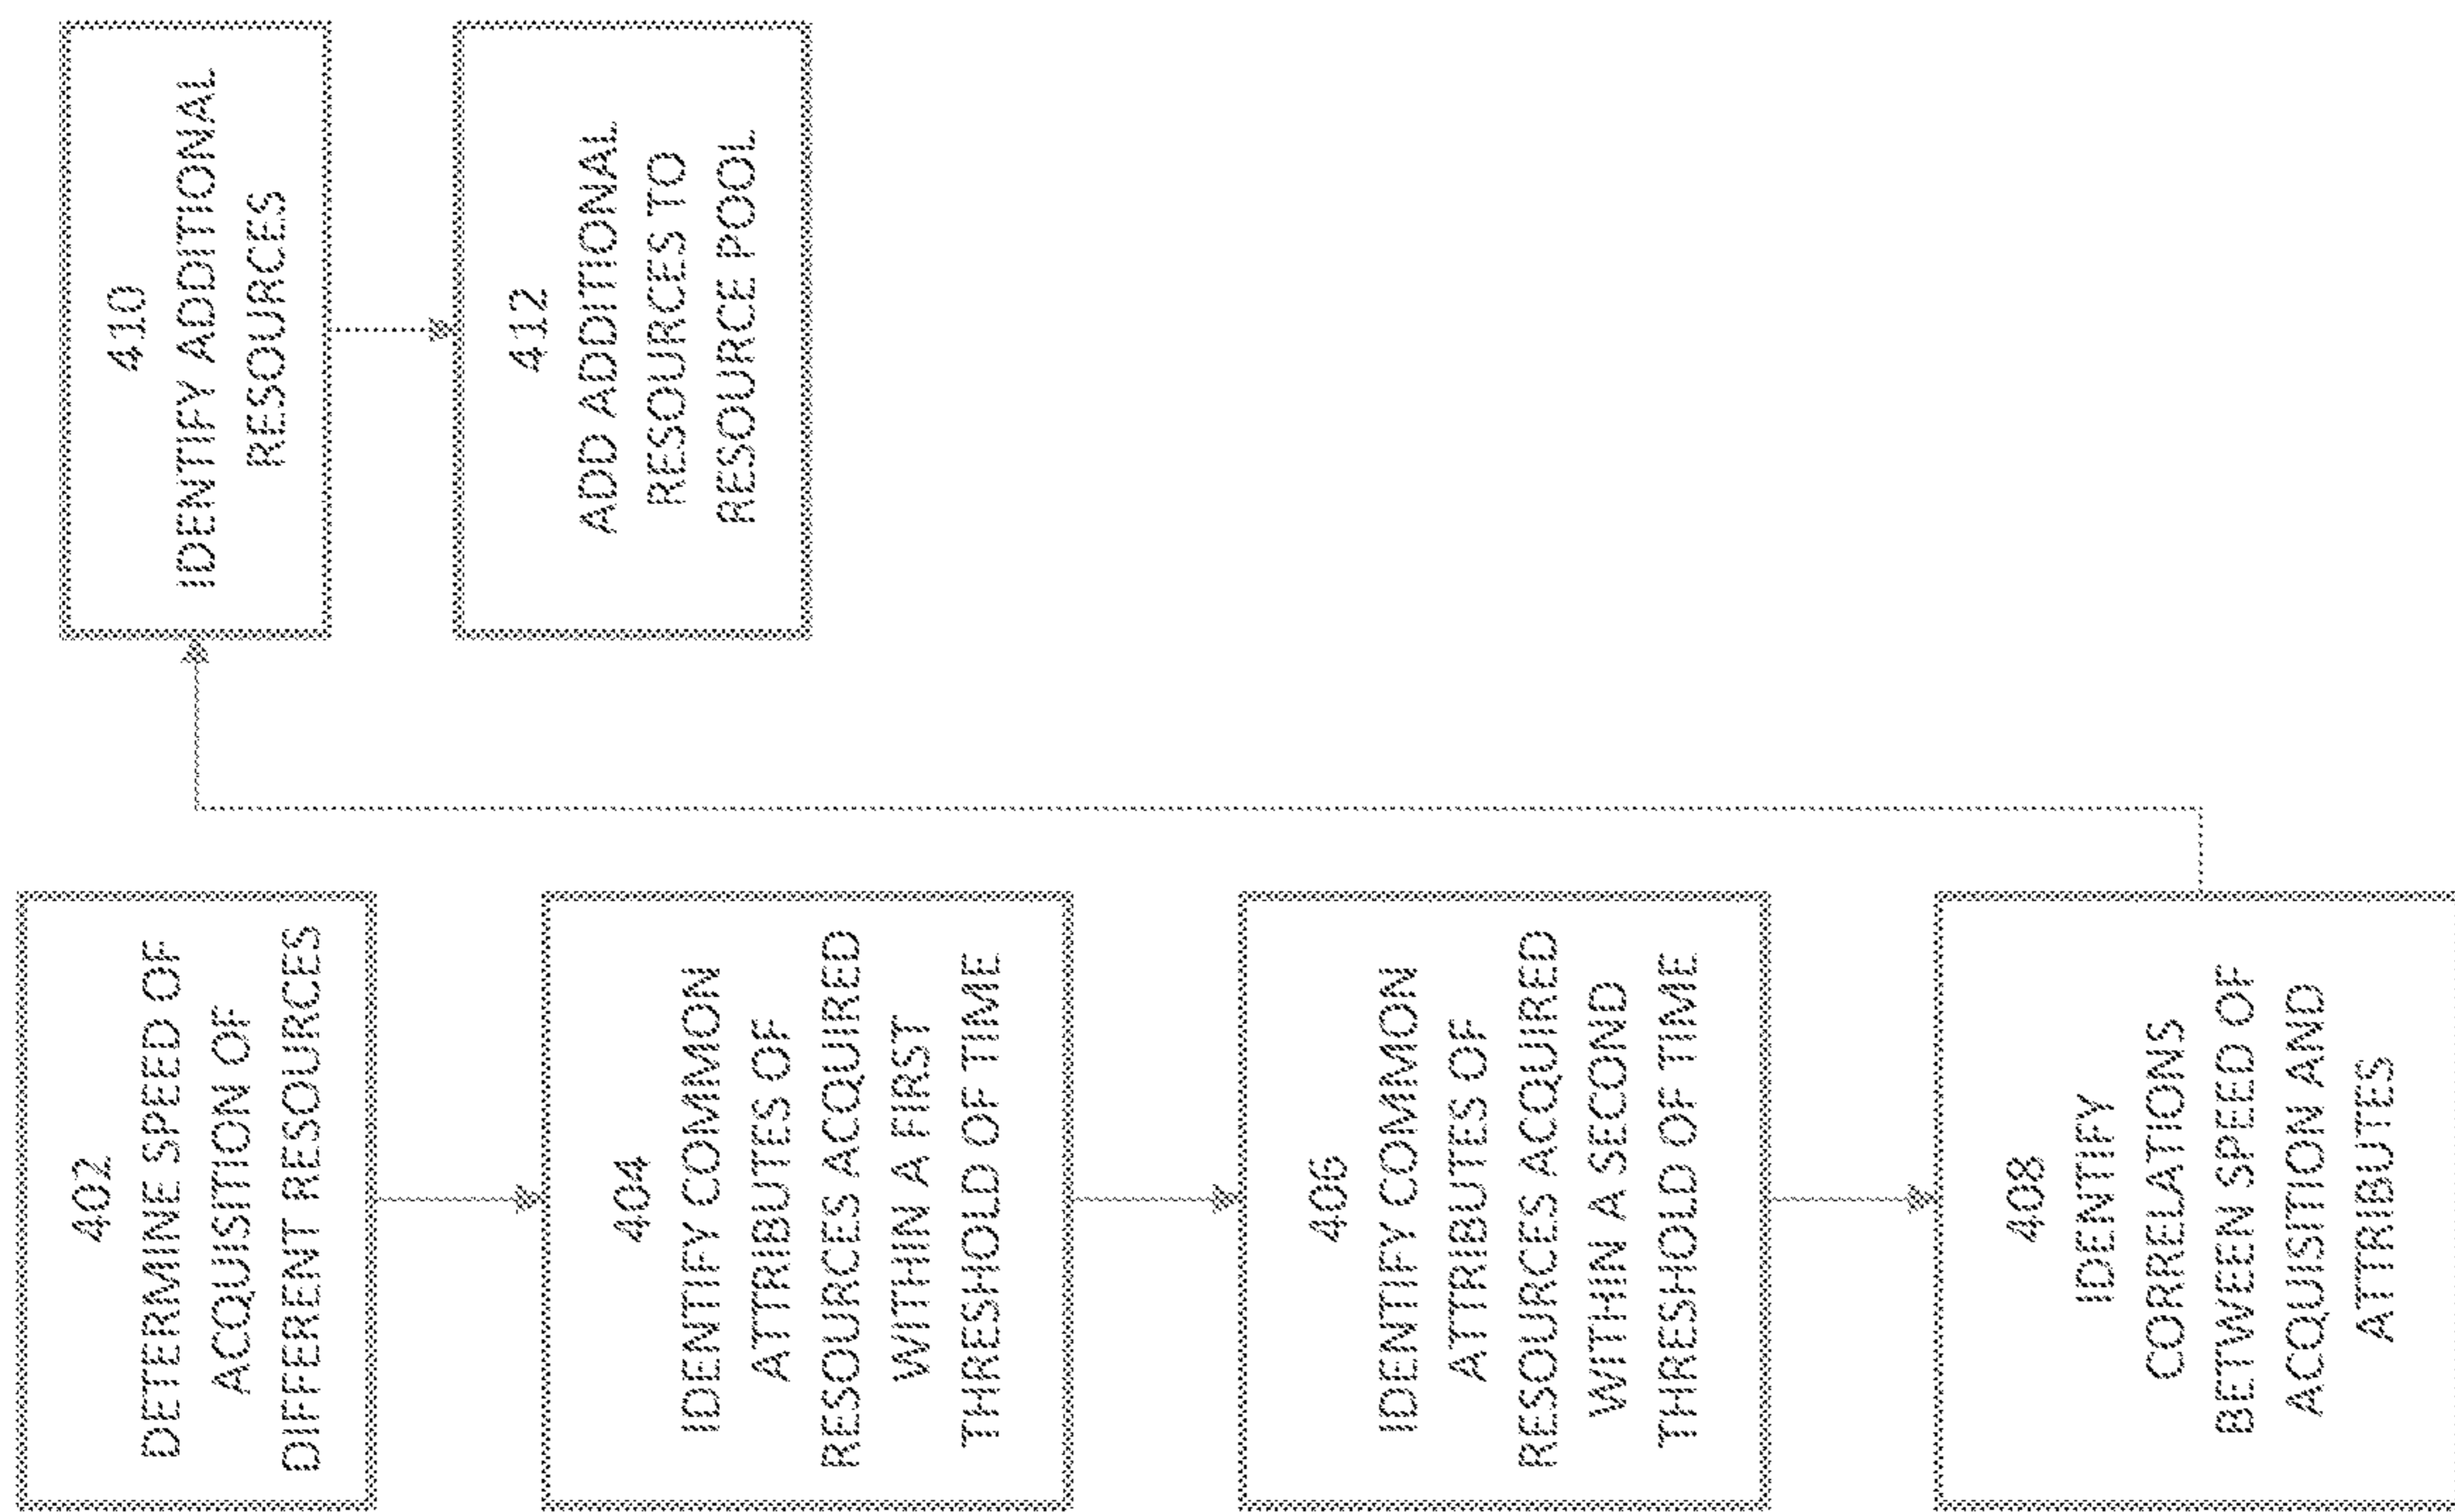 402
DETERMINE SPEED OF
ACQUISITION OF
DIFFERENT RESOURCES
404
IDENTIFY COMMON
ATTRIBUTES OF
RESOURCES ACQUIRED
WITHIN A FIRST
THRESHOLD OF TIME
406
IDENTIFY COMMON
ATTRIBUTES OF
RESOURCES ACQUIRED
WITHIN A SECOND
THRESHOLD OF TIME
408
IDENTIFY
CORRELATIONS
BETWEEN SPEED OF
ACQUISITION AND
ATTRIBUTES
410
IDENTIFY ADDITIONAL
RESOURCES
412
ADD ADDITIONAL
RESOURCES TO
RESOURCE POOL